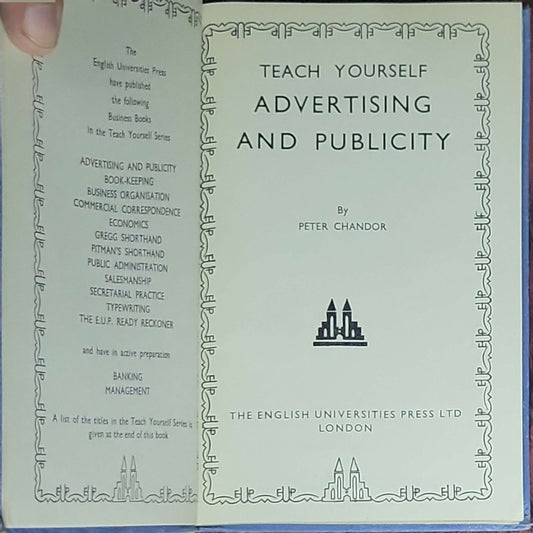 The
English Universities Press
have published
the following
Business Books
In the Teach Yourself Series
ADVERTISING AND PUBLICITY
BOOK-KEEPING
BUSINESS ORGANISATION
COMMERCIAL CORRESPONDENCE
ECONOMICS
GREGG SHORTHAND
PITMAN'S SHORTHAND
PUBLIC ADMINISTRATION
SALESMANSHIP
SECRETARIAL PRACTICE
TYPEWRITING
THE E.U.P. READY RECKONER
and have in active preparation
BANKING
MANAGEMENT
A list of the titles in the Teach Yourself Series is
given at the end of this book
TEACH YOURSELF
ADVERTISING
AND PUBLICITY
By
PETER CHANDOR
THE ENGLISH UNIVERSITIES PRESS LTD
LONDON